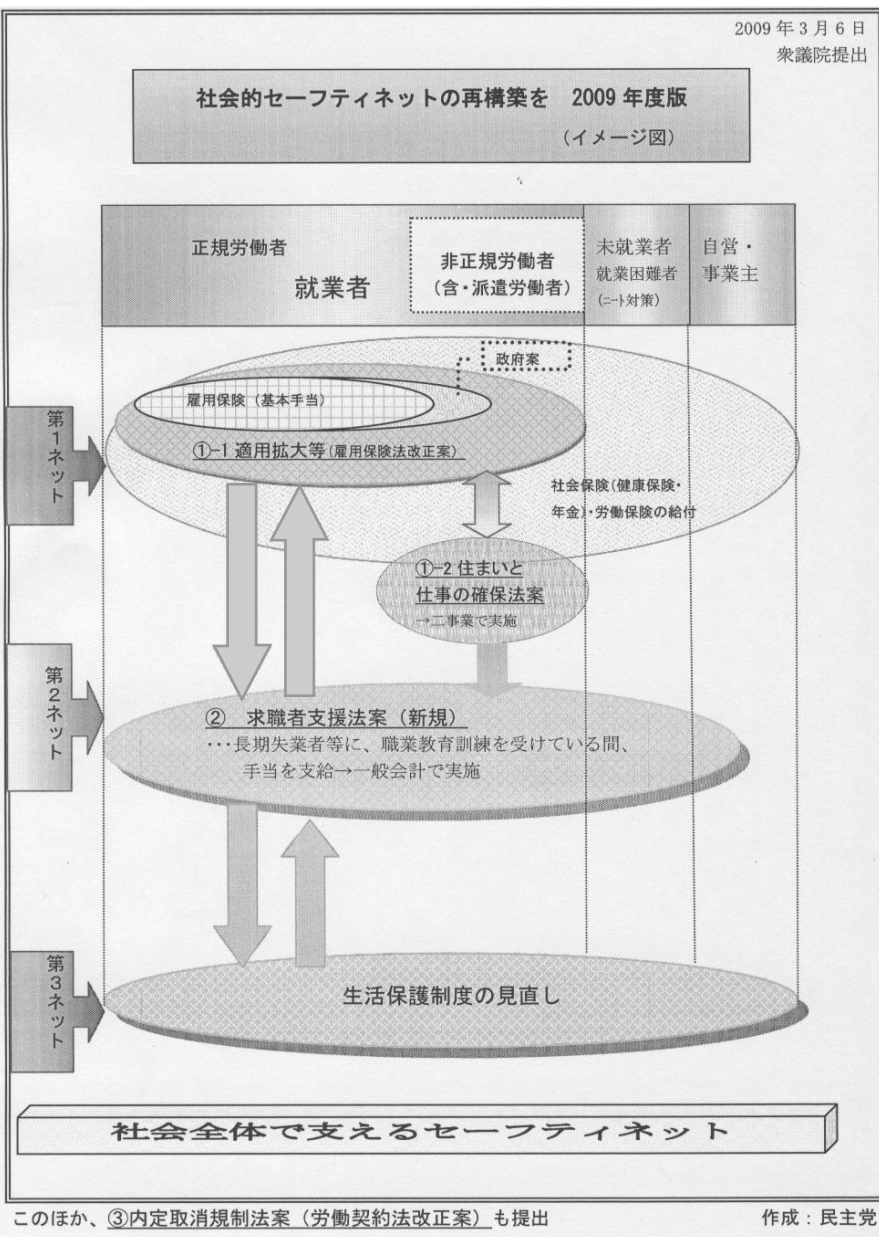 2009年3月6日
衆議院提出
社会的セーフティネットの再構築を　2009年度版
（イメージ図）
正規労働者
就業者
非正規労働者
（含・派遣労働者）
未就業者
就業困難者
（ニート対策）
自営・
事業主
政府案
雇用保険（基本手当）
①-1 適用拡大等（雇用保険法改正案）
第1ネット
社会保険（健康保険・
年金）・労働保険の給付
①-2 住まいと
仕事の確保法案
→二事業で実施
第2ネット
②　求職者支援法案（新規）
・・・長期失業者等に、職業教育訓練を受けている間、
手当を支給→一般会計で実施
第3ネット
生活保護制度の見直し
社会全体で支えるセーフティネット
このほか、③内定取消規制法案（労働契約法改正案）も提出
作成：民主党